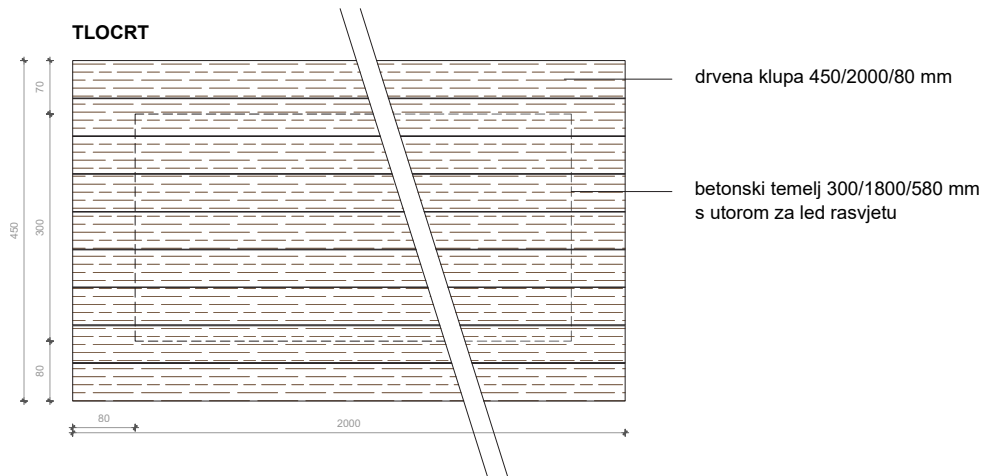 TLOCRT
drvena klupa 450/2000/80 mm
betonski temelj 300/1800/580 mm
s utorom za led rasvjetu
70
300
450
80
80
2000